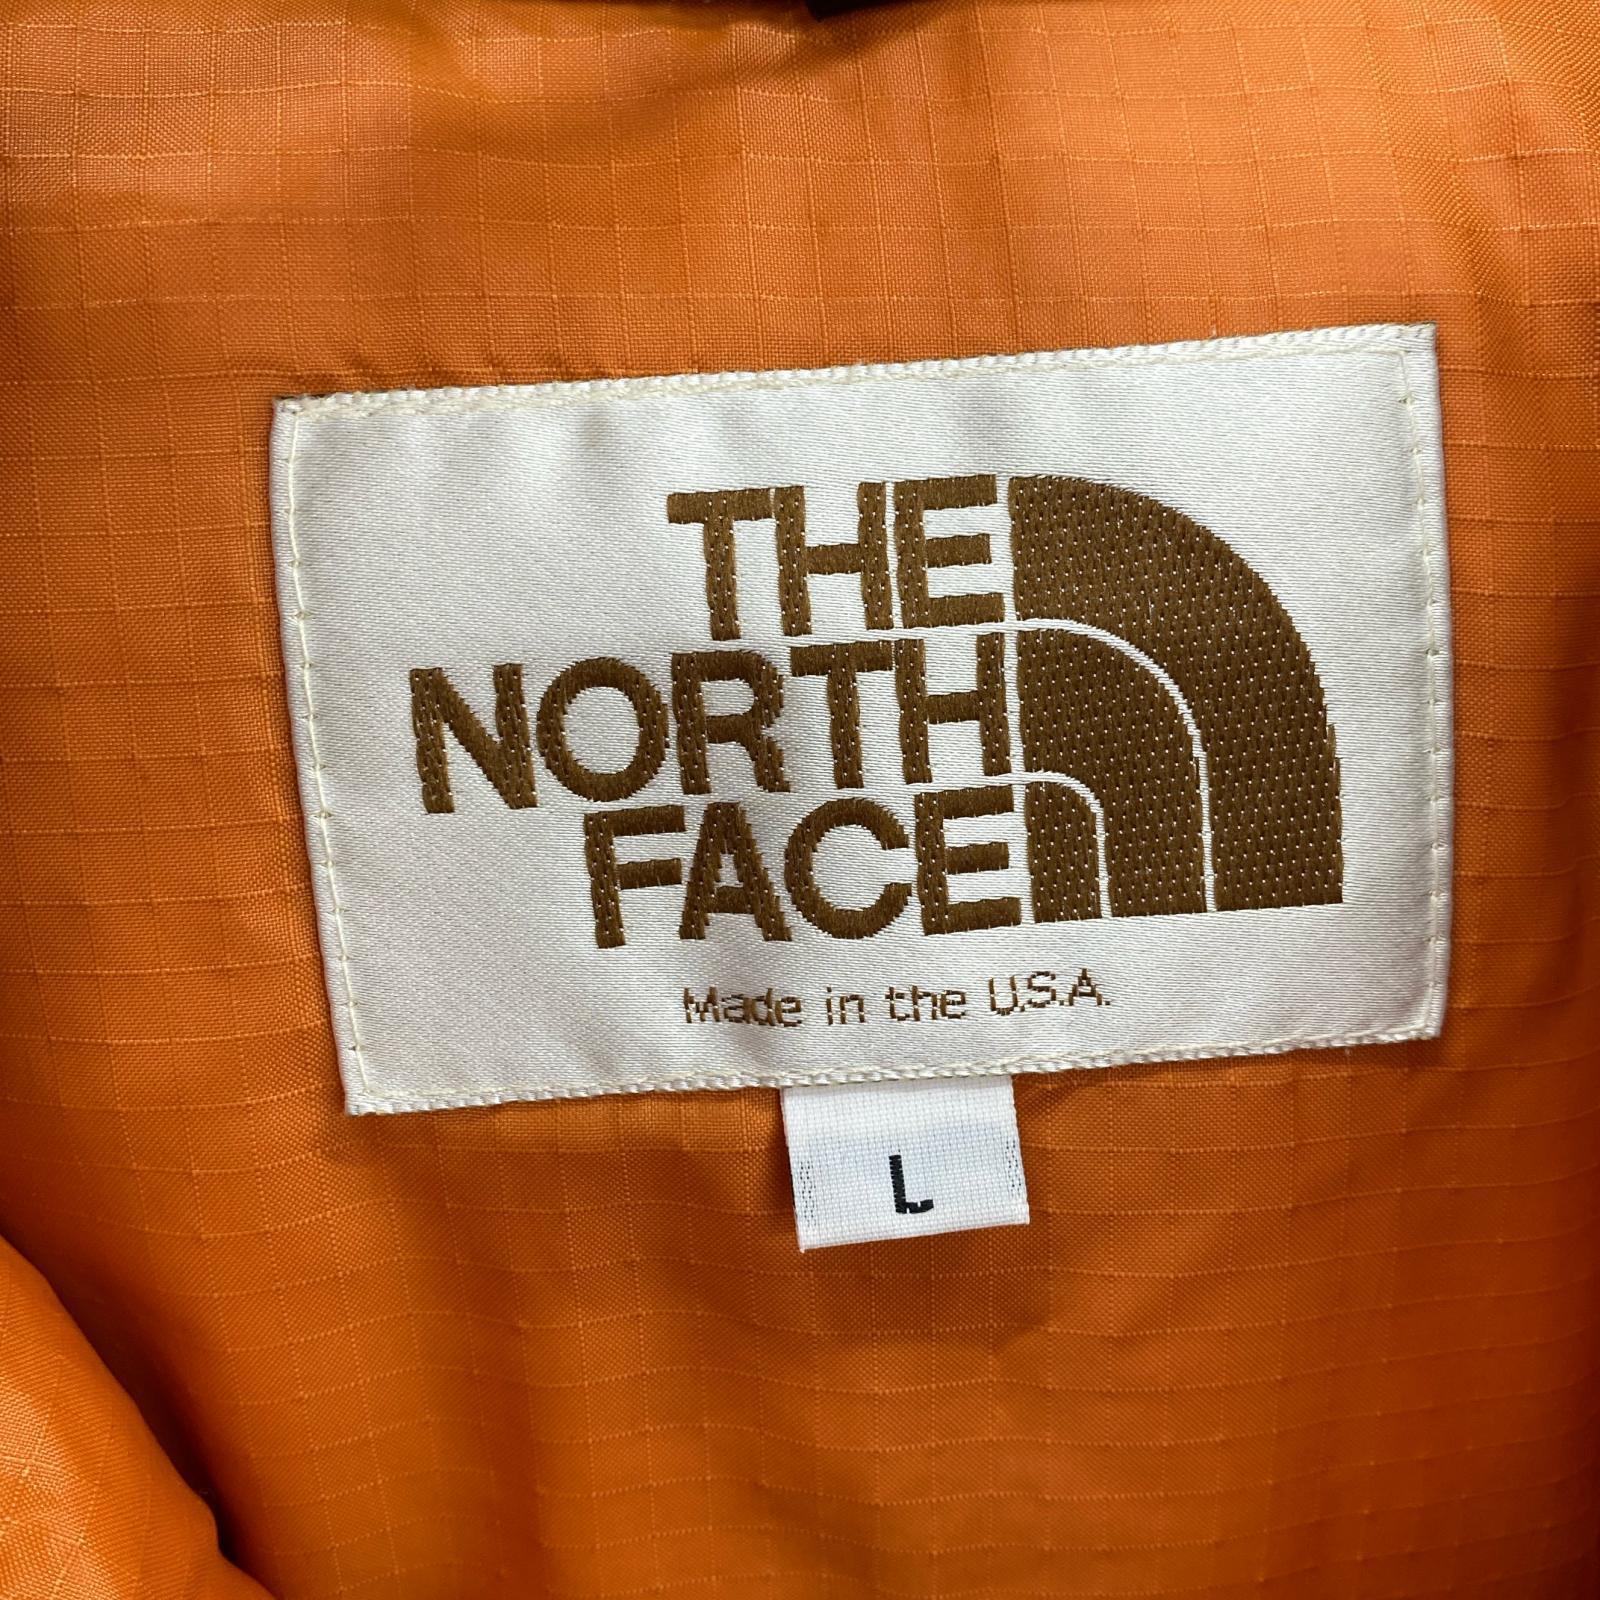 THE
NORTH
FACE
Made in the U.S.A.
L